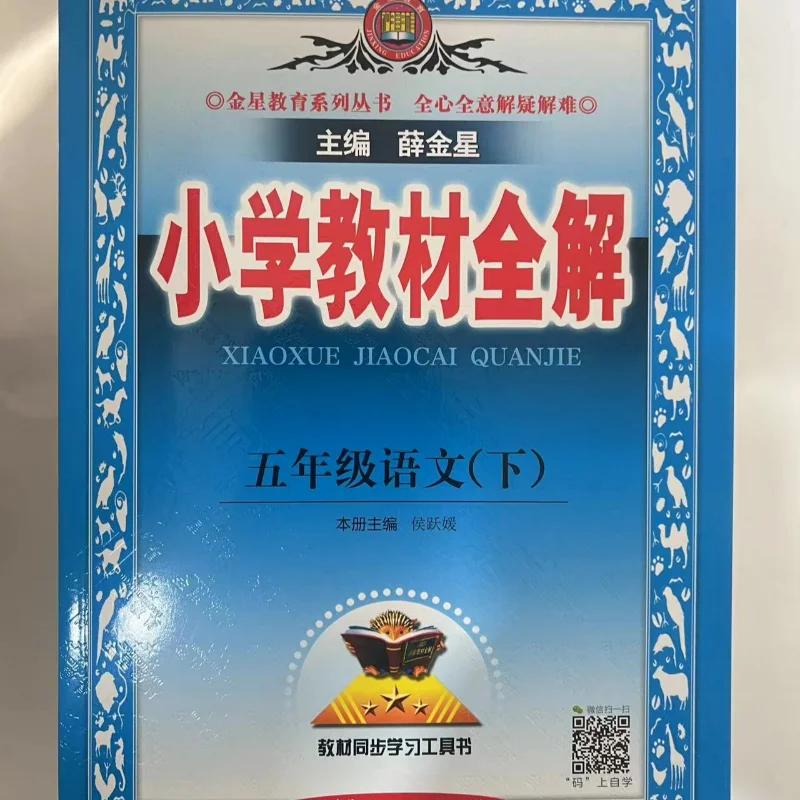 JINXING EDUCATION
◎金星教育系列丛书 全心全意解疑解难◎
主编 薛金星
小学教材全解
XIAOXUE JIAOCAI QUANJIE
五年级语文(下)
本册主编 侯跃媛
教材同步学习工具书
微信扫一扫
“码”上自学